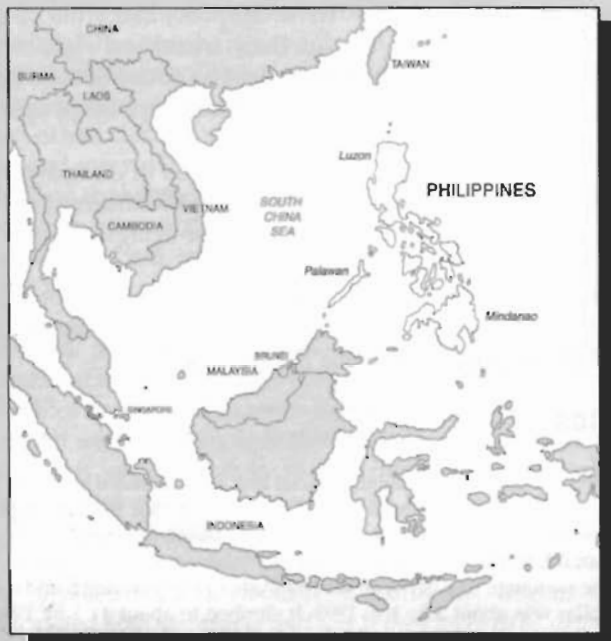 CHINA
TAIWAN
BURMA
LAOS
Luzon
THAILAND
PHILIPPINES
VIETNAM
SOUTH
CHINA
SEA
CAMBODIA
Palawan
Mindanao
BRUNEI
MALAYSIA
SINGAPORE
INDONESIA